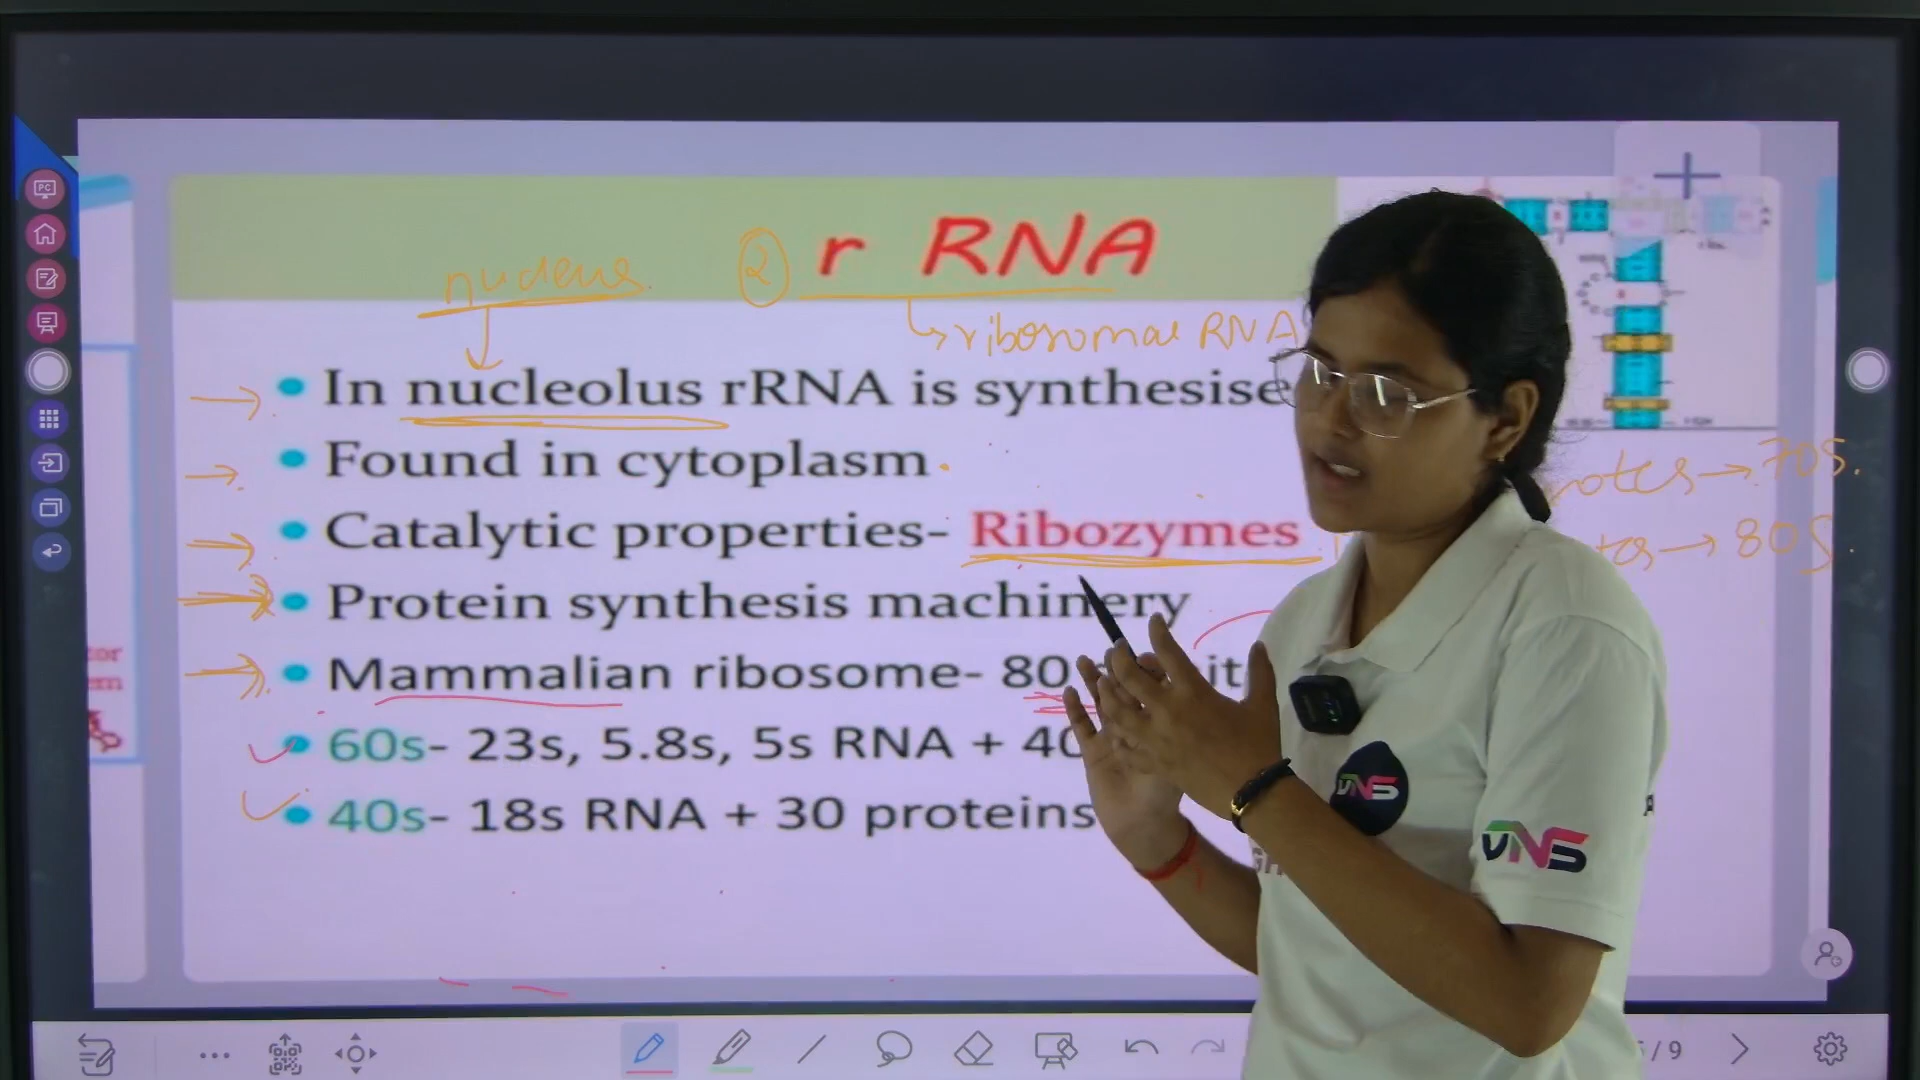 r RNA
nucleus
②
ribosomal RNA
• In nucleolus rRNA is synthesise
• Found in cytoplasm
→ 70S.
• Catalytic properties- Ribozymes
→ 80S.
• Protein synthesis machinery
• Mammalian ribosome- 80
• 60s- 23s, 5.8s, 5s RNA + 40
• 40s- 18s RNA + 30 proteins
VNS
VNS
PC
/ 9